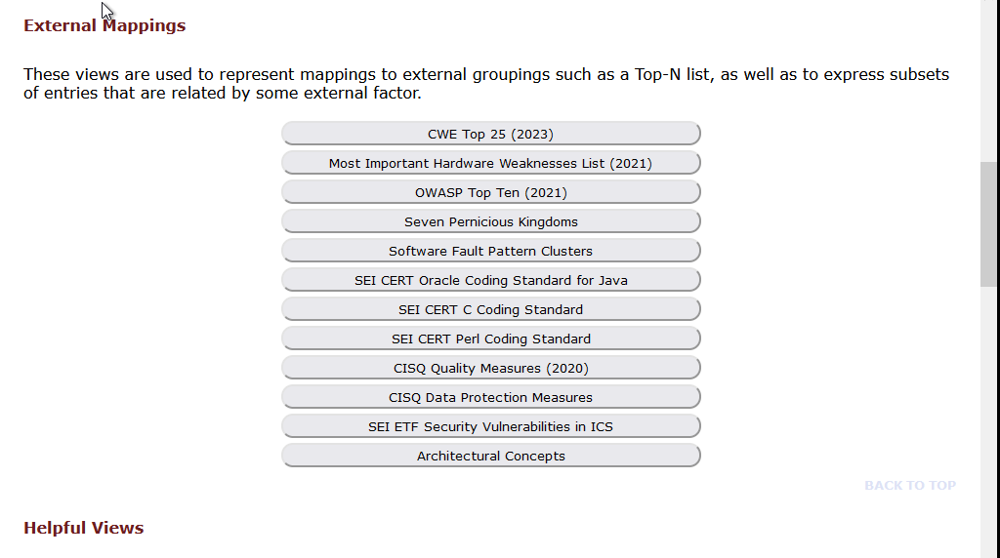 External Mappings
These views are used to represent mappings to external groupings such as a Top-N list, as well as to express subsets
of entries that are related by some external factor.
CWE Top 25 (2023)
Most Important Hardware Weaknesses List (2021)
OWASP Top Ten (2021)
Seven Pernicious Kingdoms
Software Fault Pattern Clusters
SEI CERT Oracle Coding Standard for Java
SEI CERT C Coding Standard
SEI CERT Perl Coding Standard
CISQ Quality Measures (2020)
CISQ Data Protection Measures
SEI ETF Security Vulnerabilities in ICS
Architectural Concepts
BACK TO TOP
Helpful Views